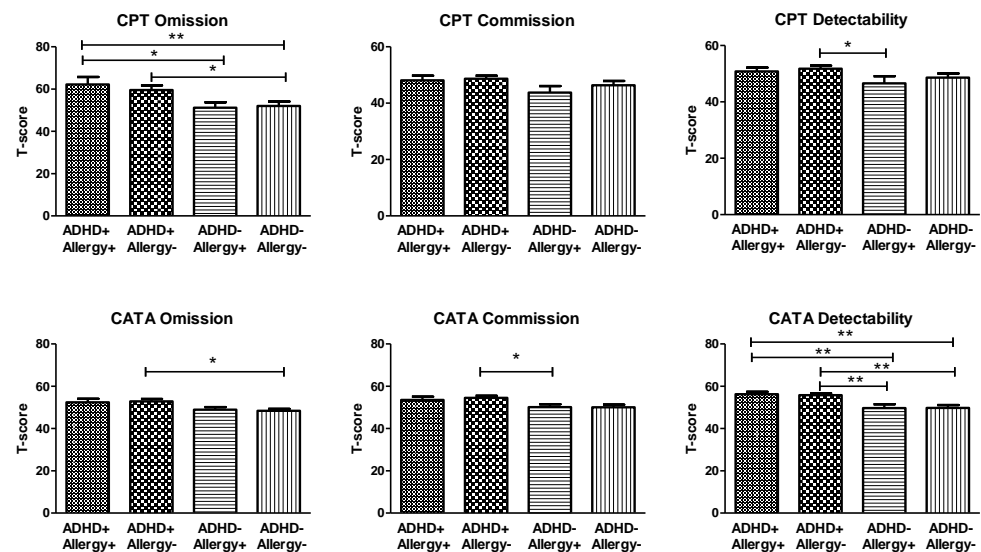 CPT Omission
**
*
*
80
60
40
20
0
T-score
ADHD+ ADHD+ ADHD- ADHD-
Allergy+ Allergy- Allergy+ Allergy-
CPT Commission
60
40
20
0
T-score
ADHD+ ADHD+ ADHD- ADHD-
Allergy+ Allergy- Allergy+ Allergy-
CPT Detectability
*
60
40
20
0
T-score
ADHD+ ADHD+ ADHD- ADHD-
Allergy+ Allergy- Allergy+ Allergy-
CATA Omission
*
80
60
40
20
0
T-score
ADHD+ ADHD+ ADHD- ADHD-
Allergy+ Allergy- Allergy+ Allergy-
CATA Commission
*
80
60
40
20
0
T-score
ADHD+ ADHD+ ADHD- ADHD-
Allergy+ Allergy- Allergy+ Allergy-
CATA Detectability
**
**
**
**
80
60
40
20
0
T-score
ADHD+ ADHD+ ADHD- ADHD-
Allergy+ Allergy- Allergy+ Allergy-